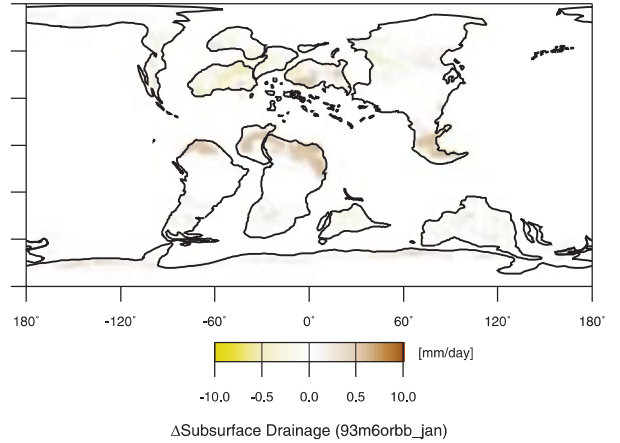 180˚ -120˚ -60˚ 0˚ 60˚ 120˚ 180˚
[mm/day]
-10.0 -0.5 0.0 0.5 10.0
ΔSubsurface Drainage (93m6orbb_jan)